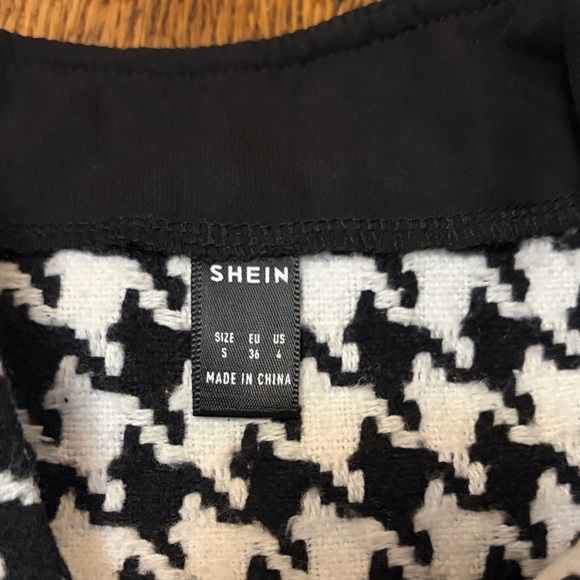 SHEIN
SIZE EU US
S 36 4
MADE IN CHINA